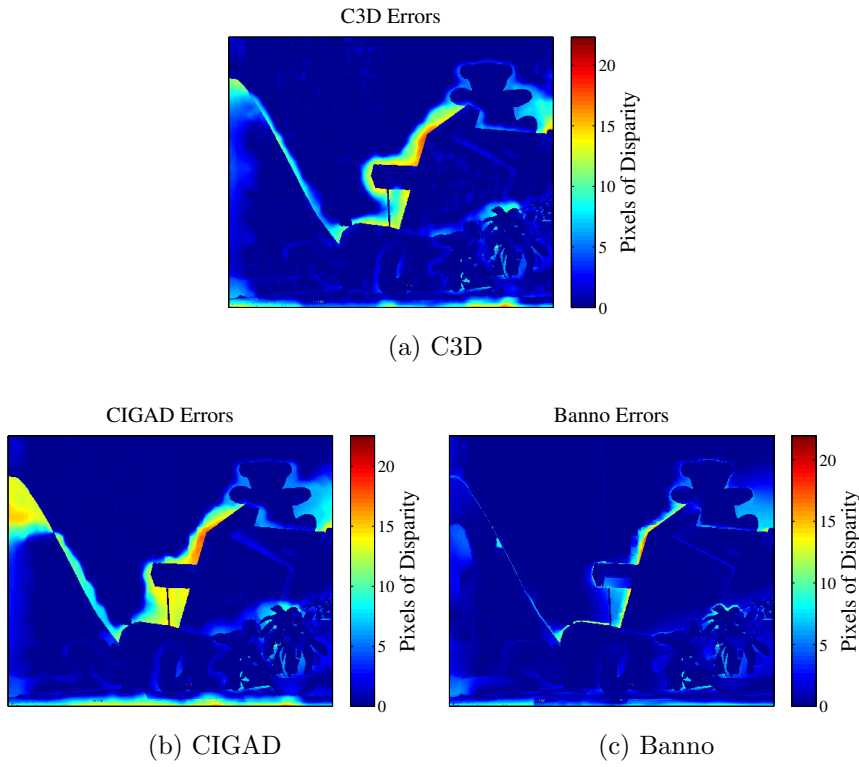 C3D Errors
20
15
10
5
0
Pixels of Disparity
(a) C3D
CIGAD Errors
20
15
10
5
0
Pixels of Disparity
(b) CIGAD
Banno Errors
20
15
10
5
0
Pixels of Disparity
(c) Banno